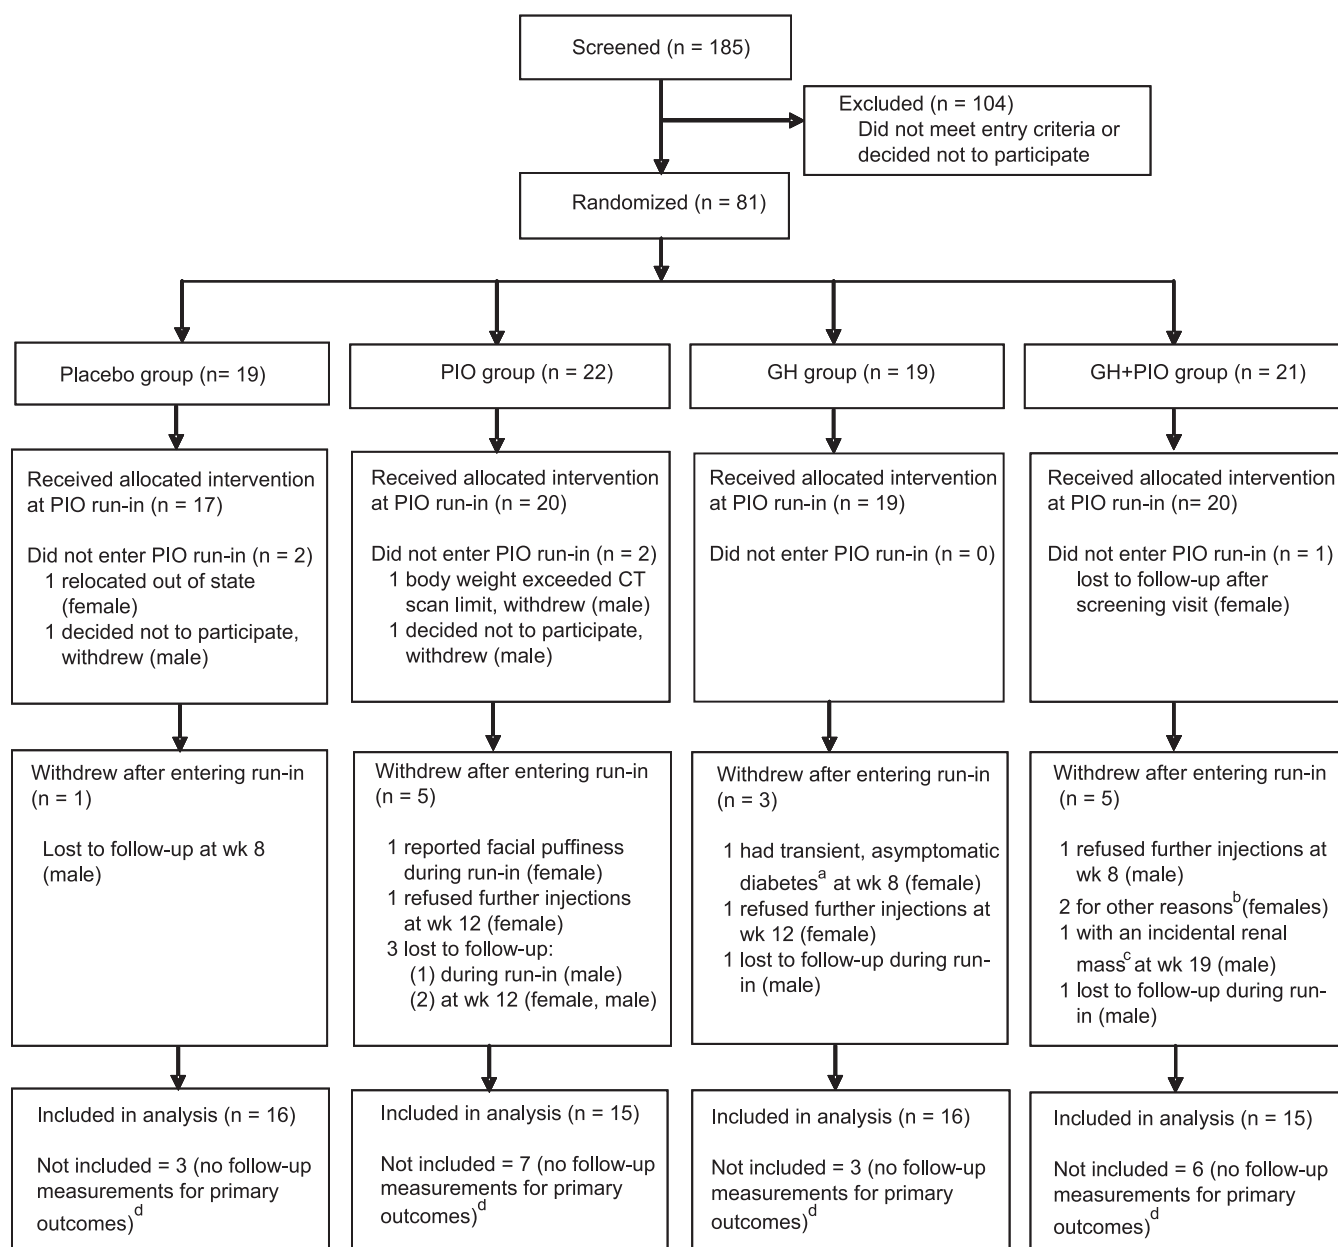 Screened (n = 185)
Excluded (n = 104)
Did not meet entry criteria or
decided not to participate
Randomized (n = 81)
Placebo group (n= 19)
PIO group (n = 22)
GH group (n = 19)
GH+PIO group (n = 21)
Received allocated intervention
at PIO run-in (n = 17)
Did not enter PIO run-in (n = 2)
1 relocated out of state
(female)
1 decided not to participate,
withdrew (male)
Received allocated intervention
at PIO run-in (n = 20)
Did not enter PIO run-in (n = 2)
1 body weight exceeded CT
scan limit, withdrew (male)
1 decided not to participate,
withdrew (male)
Received allocated intervention
at PIO run-in (n = 19)
Did not enter PIO run-in (n = 0)
Received allocated intervention
at PIO run-in (n= 20)
Did not enter PIO run-in (n = 1)
lost to follow-up after
screening visit (female)
Withdrew after entering run-in
(n = 1)
Lost to follow-up at wk 8
(male)
Withdrew after entering run-in
(n = 5)
1 reported facial puffiness
during run-in (female)
1 refused further injections
at wk 12 (female)
3 lost to follow-up:
(1) during run-in (male)
(2) at wk 12 (female, male)
Withdrew after entering run-in
(n = 3)
1 had transient, asymptomatic
diabetesa at wk 8 (female)
1 refused further injections at
wk 12 (female)
1 lost to follow-up during run-
in (male)
Withdrew after entering run-in
(n = 5)
1 refused further injections at
wk 8 (male)
2 for other reasonsb (females)
1 with an incidental renal
massc at wk 19 (male)
1 lost to follow-up during run-
in (male)
Included in analysis (n = 16)
Not included = 3 (no follow-up
measurements for primary
outcomes)d
Included in analysis (n = 15)
Not included = 7 (no follow-up
measurements for primary
outcomes)d
Included in analysis (n = 16)
Not included = 3 (no follow-up
measurements for primary
outcomes)d
Included in analysis (n = 15)
Not included = 6 (no follow-up
measurements for primary
outcomes)d